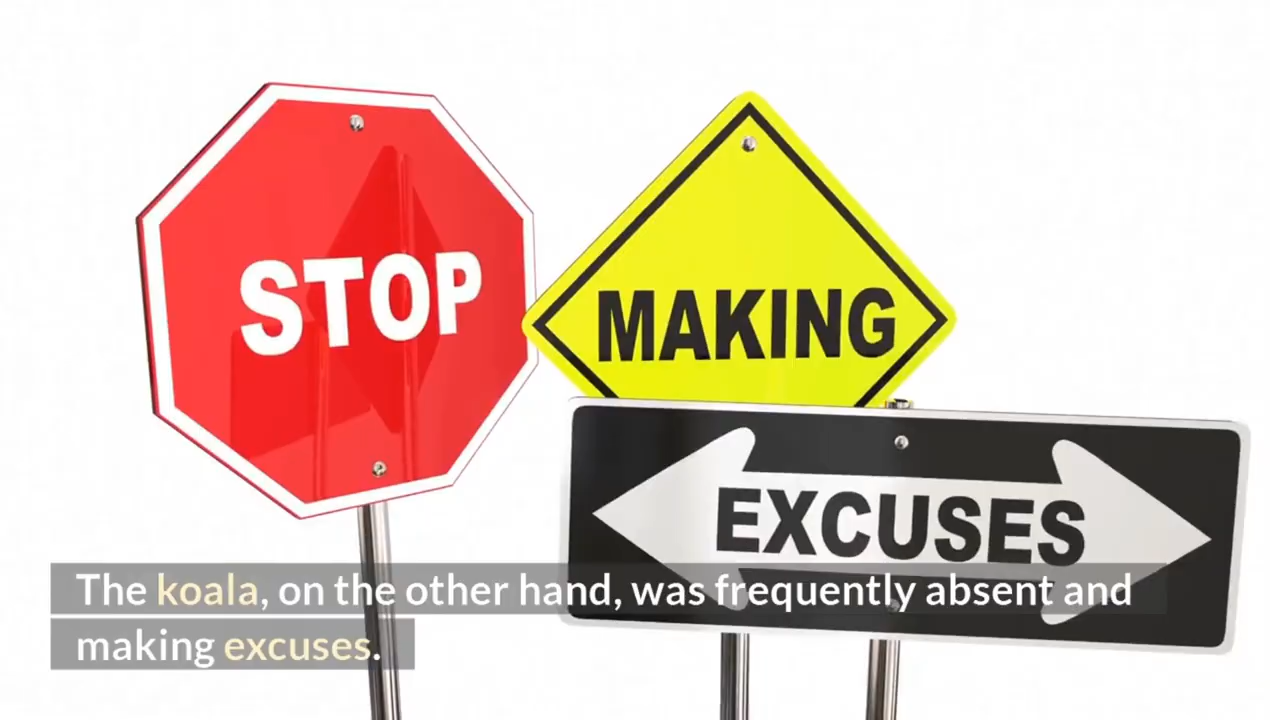 STOP
MAKING
EXCUSES
The koala, on the other hand, was frequently absent and
making excuses.